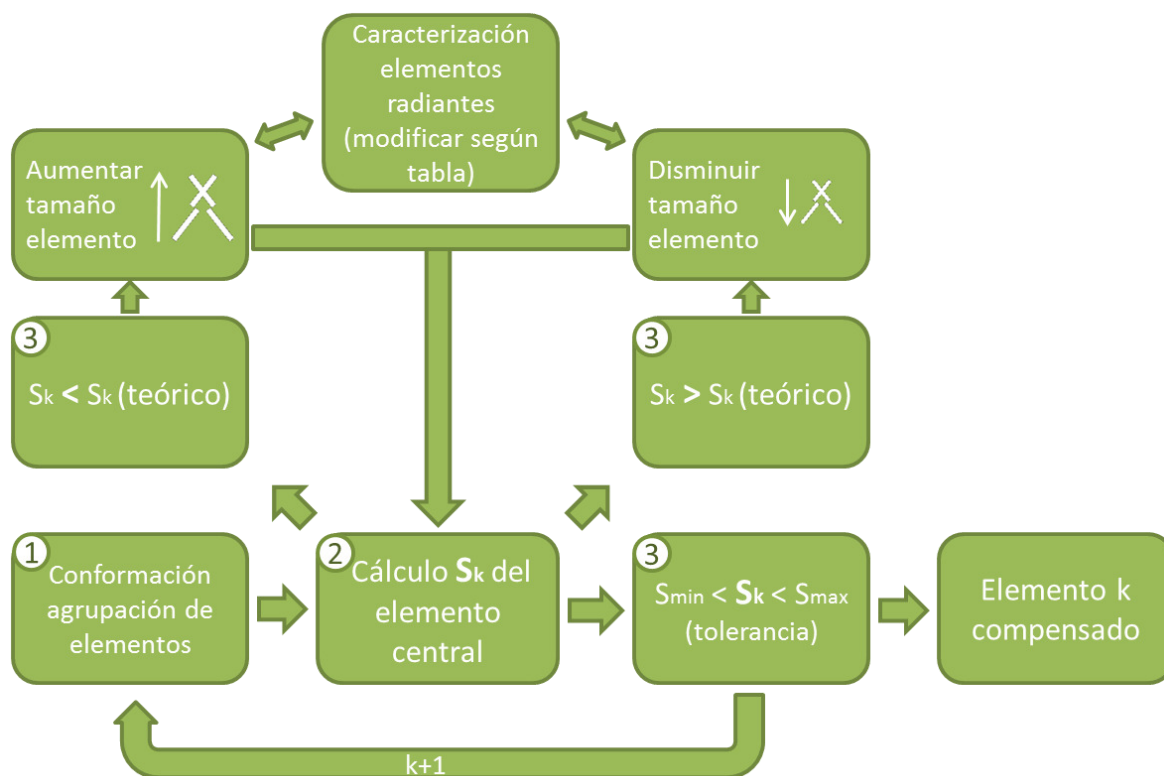 Caracterización
elementos
radiantes
(modificar según
tabla)
Aumentar
tamaño
elemento
Disminuir
tamaño
elemento
3
Sk < Sk (teórico)
3
Sk > Sk (teórico)
1
Conformación
agrupación de
elementos
2
Cálculo Sk del
elemento
central
3
Smin < Sk < Smax
(tolerancia)
Elemento k
compensado
k+1